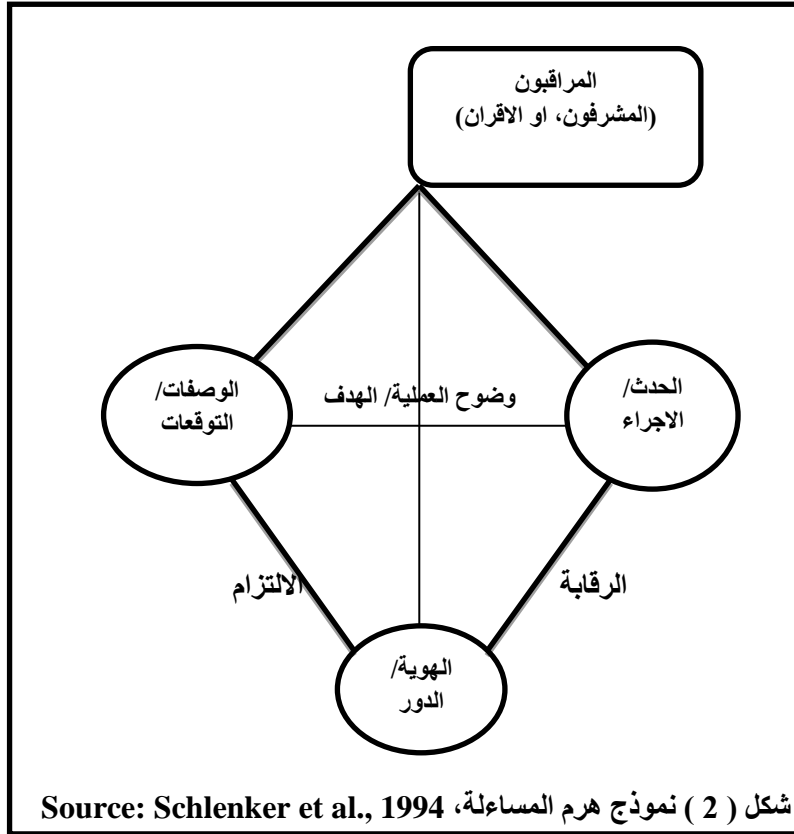 المراقبون
(المشرفون، او الاقران)
الحدث/
الاجراء
وضوح العملية/ الهدف
الوصفات/
التوقعات
الرقابة
الالتزام
الهوية/
الدور
شكل ( 2 ) نموذج هرم المساءلة، Source: Schlenker et al., 1994